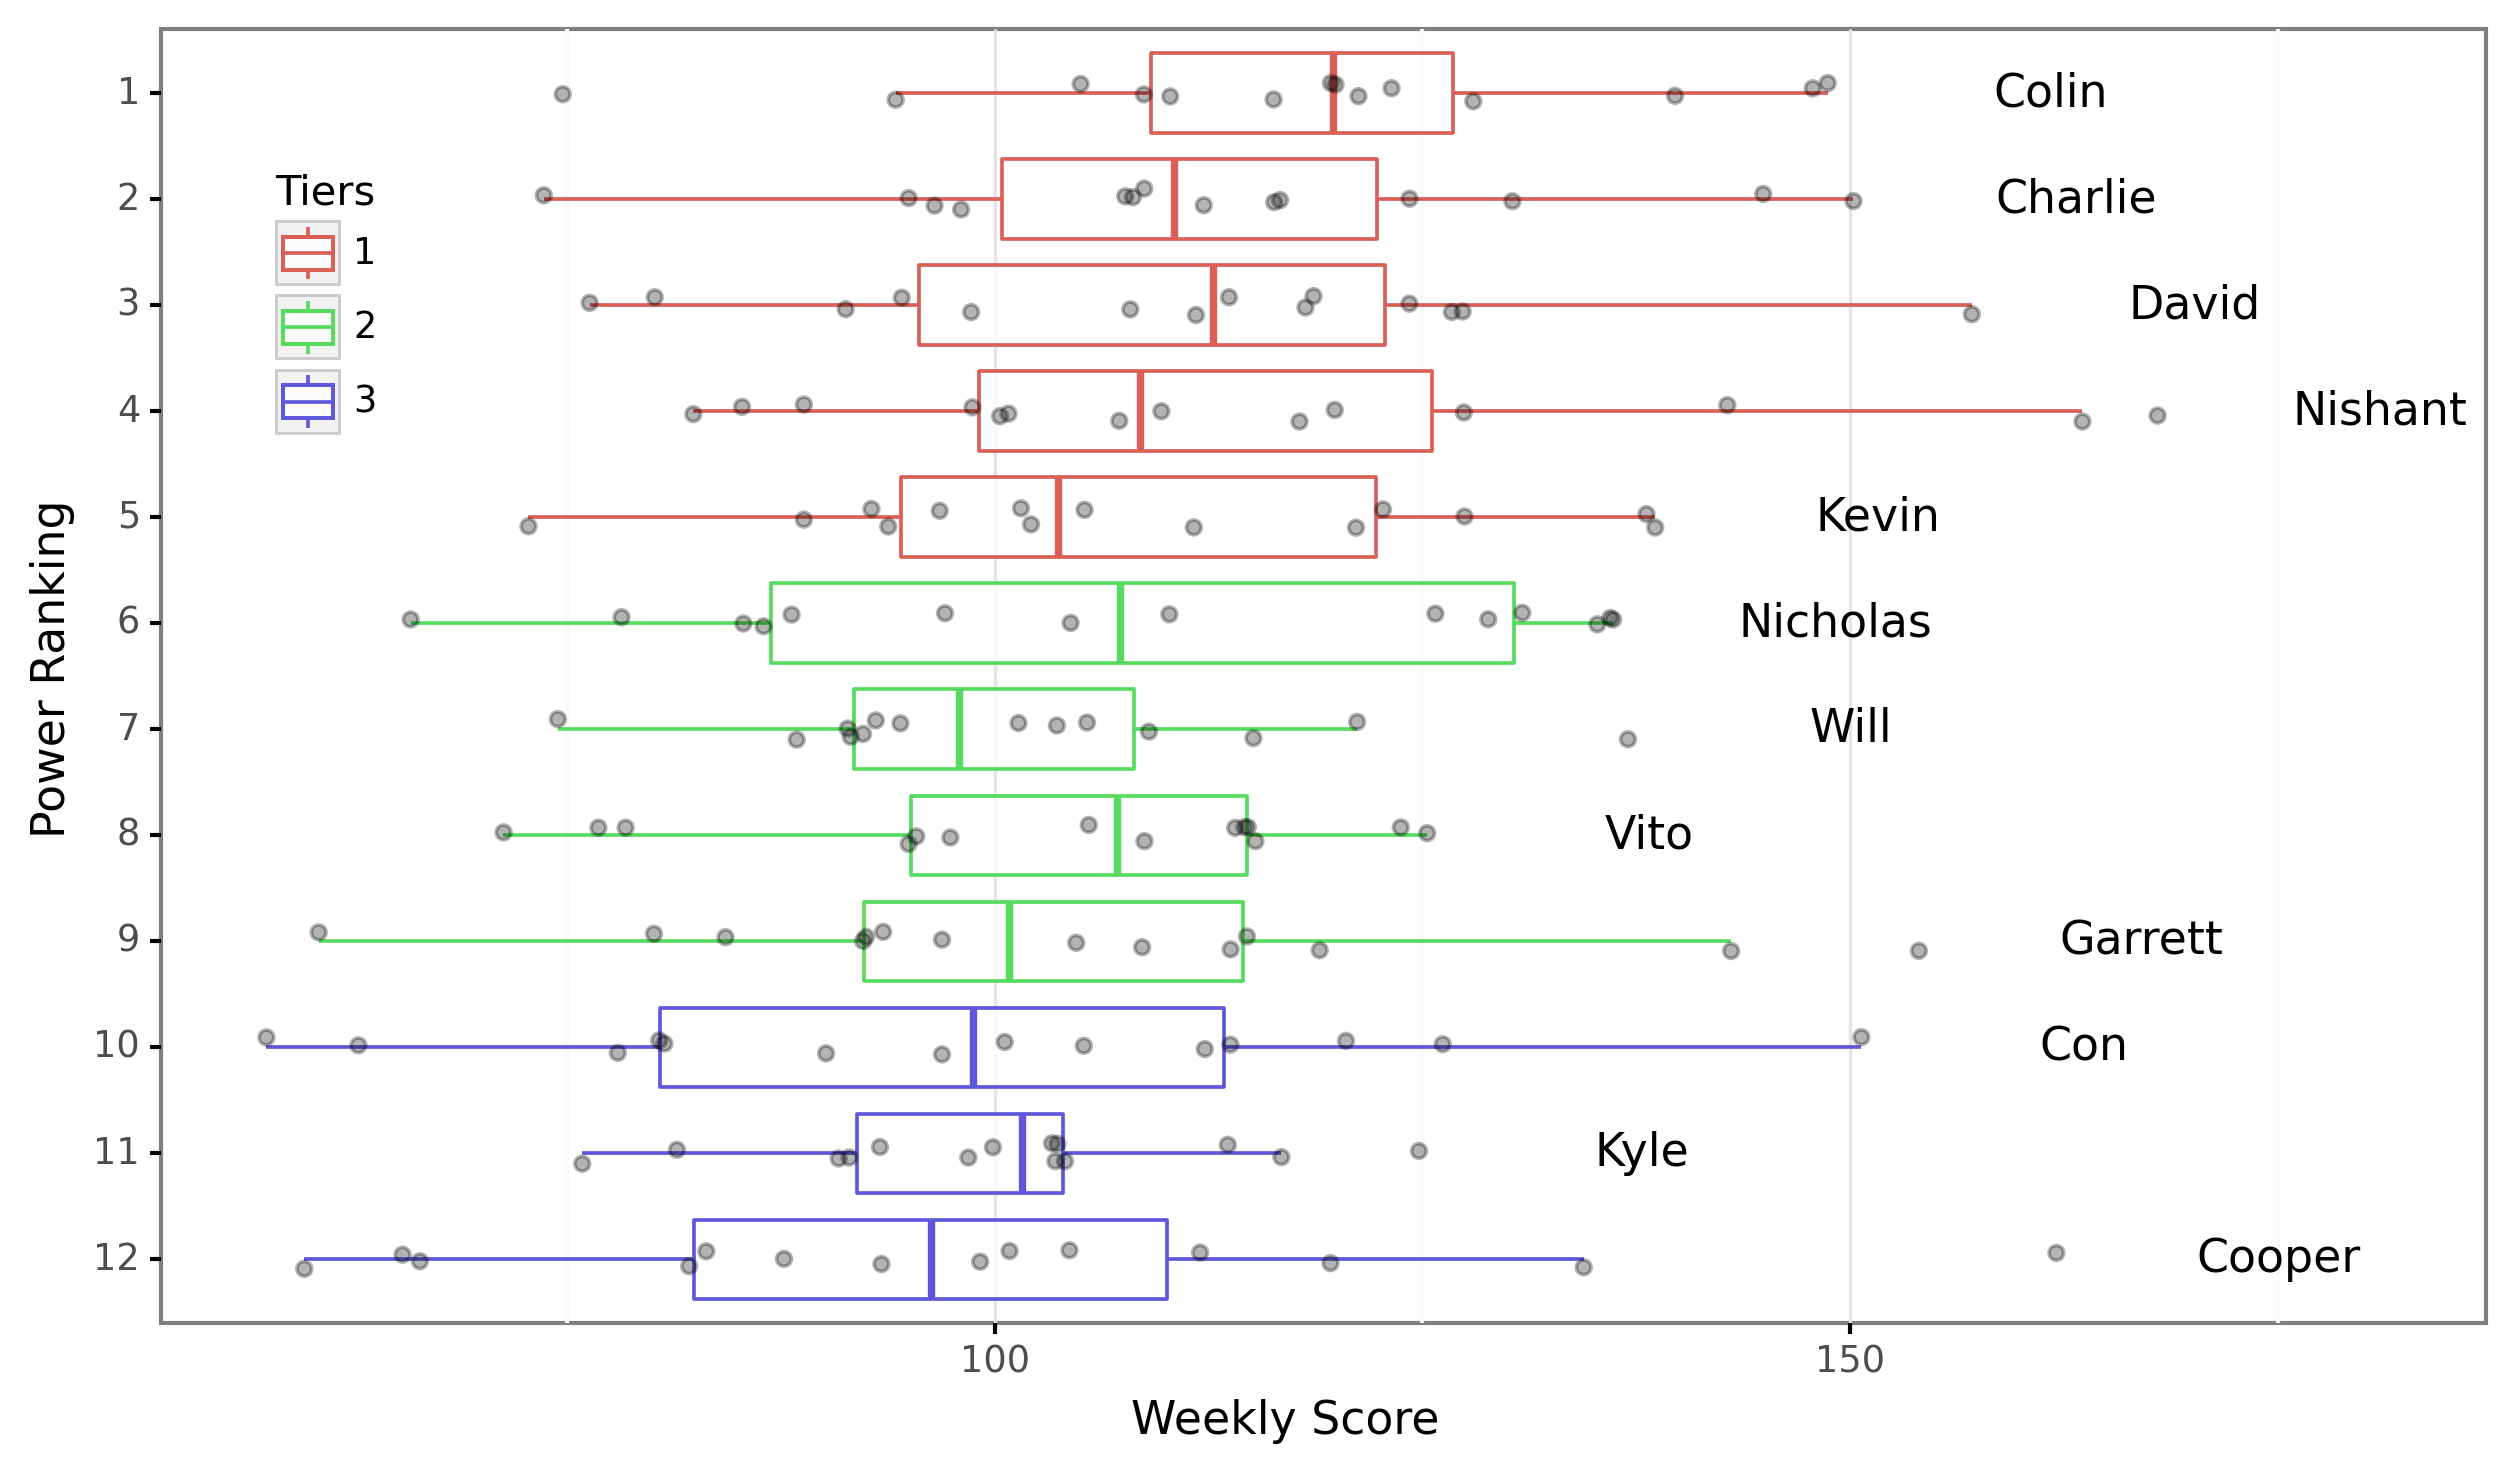 1
Colin
Tiers
2
Charlie
1
3
David
2
3
4
Nishant
5
Kevin
6
Nicholas
7
Will
8
Vito
9
Garrett
10
Con
11
Kyle
12
Cooper
Power Ranking
100
150
Weekly Score